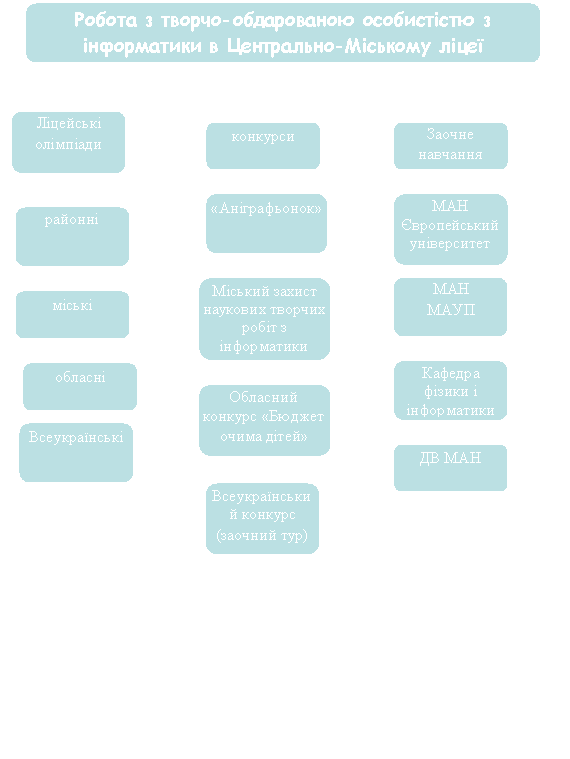 Робота з творчо-обдарованою особистістю з
інформатики в Центрально-Міському ліцеї
Ліцейські
олімпіади
районні
міські
обласні
Всеукраїнські
конкурси
«Аніграфьонок»
Міський захист
наукових творчих
робіт з
інформатики
Обласний
конкурс «Бюджет
очима дітей»
Всеукраїнськи
й конкурс
(заочний тур)
Заочне
навчання
МАН
Європейський
університет
МАН
МАУП
Кафедра
фізики і
інформатики
ДВ МАН